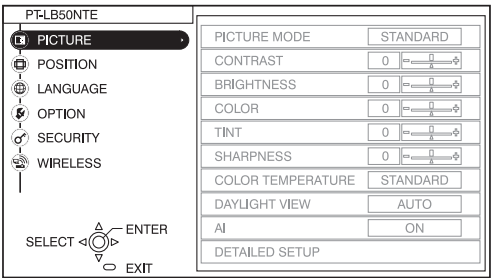 PT-LB50NTE
PICTURE
POSITION
LANGUAGE
OPTION
SECURITY
WIRELESS
SELECT
ENTER
EXIT
PICTURE MODE STANDARD
CONTRAST 0
BRIGHTNESS 0
COLOR 0
TINT 0
SHARPNESS 0
COLOR TEMPERATURE STANDARD
DAYLIGHT VIEW AUTO
AI ON
DETAILED SETUP